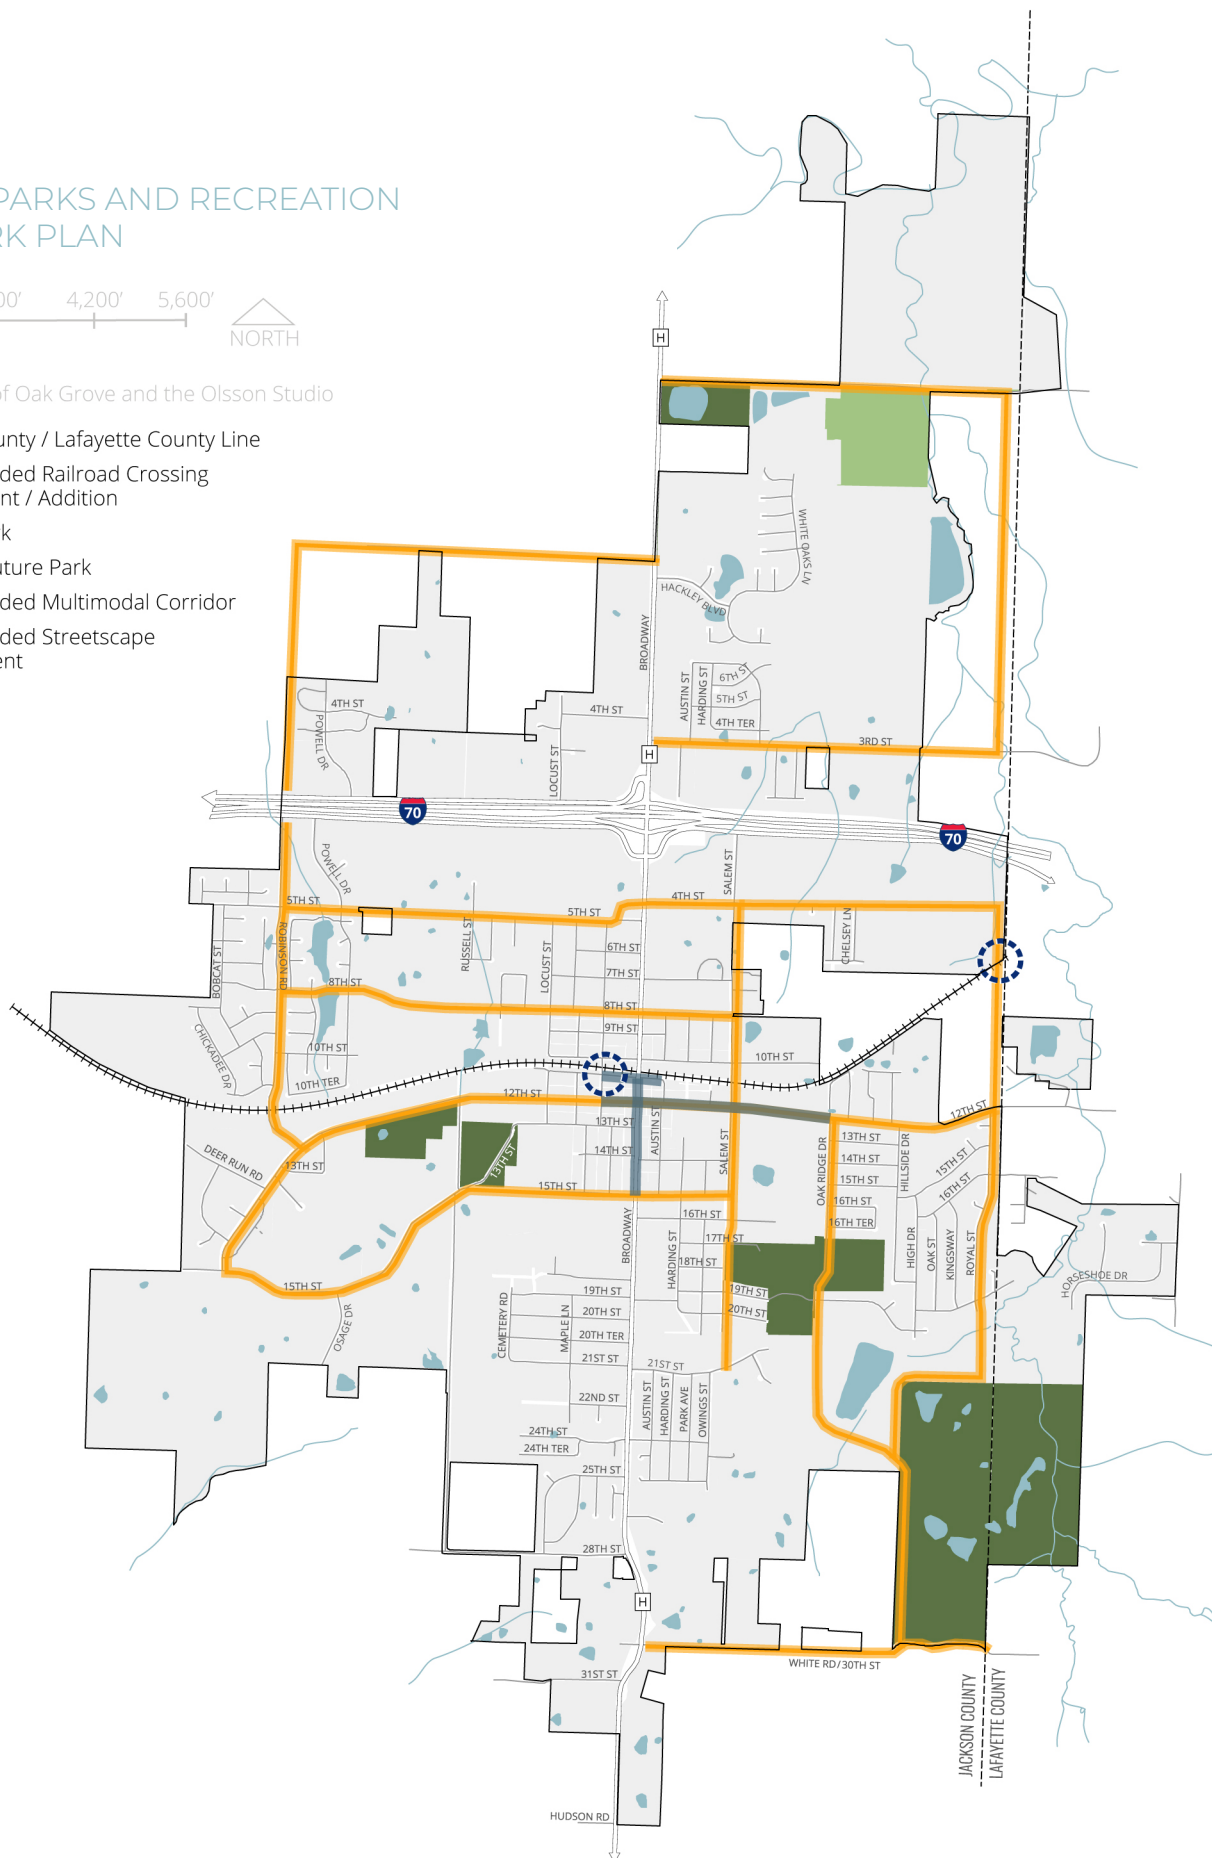 PARKS AND RECREATION
RK PLAN
00' 4,200' 5,600'
NORTH
of Oak Grove and the Olsson Studio
unty / Lafayette County Line
ded Railroad Crossing
nt / Addition
rk
uture Park
ded Multimodal Corridor
ded Streetscape
ent
H
WHITE OAKS LN
HACKLEY BLVD
BROADWAY
AUSTIN ST
HARDING ST
6TH ST
5TH ST
4TH TER
4TH ST
POWELL DR
4TH ST
LOCUST ST
3RD ST
H
70
70
POWELL DR
SALEM ST
5TH ST
5TH ST
4TH ST
CHELSEY LN
ROBINSON RD
BOBCAT ST
RUSSELL ST
LOCUST ST
6TH ST
7TH ST
8TH ST
8TH ST
9TH ST
CHICKADEE DR
10TH ST
10TH TER
10TH ST
12TH ST
12TH ST
13TH ST
14TH ST
AUSTIN ST
SALEM ST
OAK RIDGE DR
13TH ST
14TH ST
15TH ST
16TH ST
16TH TER
HILLSIDE DR
15TH ST
16TH ST
DEER RUN RD
13TH ST
13TH ST
15TH ST
15TH ST
OSAGE DR
BROADWAY
16TH ST
17TH ST
18TH ST
HARDING ST
19TH ST
20TH ST
HIGH DR
OAK ST
KINGSWAY
ROYAL ST
HORSESHOE DR
CEMETERY RD
MAPLE LN
19TH ST
20TH ST
20TH TER
21ST ST
21ST ST
22ND ST
AUSTIN ST
HARDING ST
PARK AVE
OWINGS ST
24TH ST
24TH TER
25TH ST
28TH ST
H
WHITE RD/30TH ST
31ST ST
JACKSON COUNTY
LAFAYETTE COUNTY
HUDSON RD